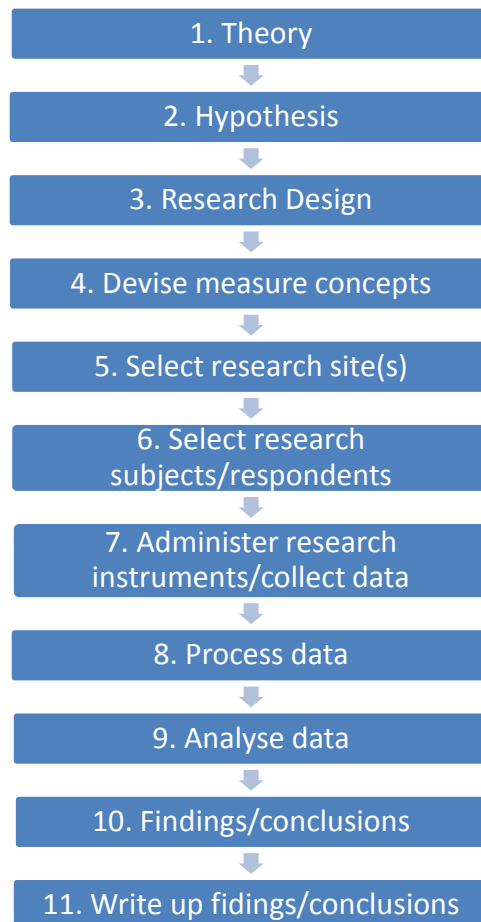 1. Theory
2. Hypothesis
3. Research Design
4. Devise measure concepts
5. Select research site(s)
6. Select research
subjects/respondents
7. Administer research
instruments/collect data
8. Process data
9. Analyse data
10. Findings/conclusions
11. Write up fidings/conclusions